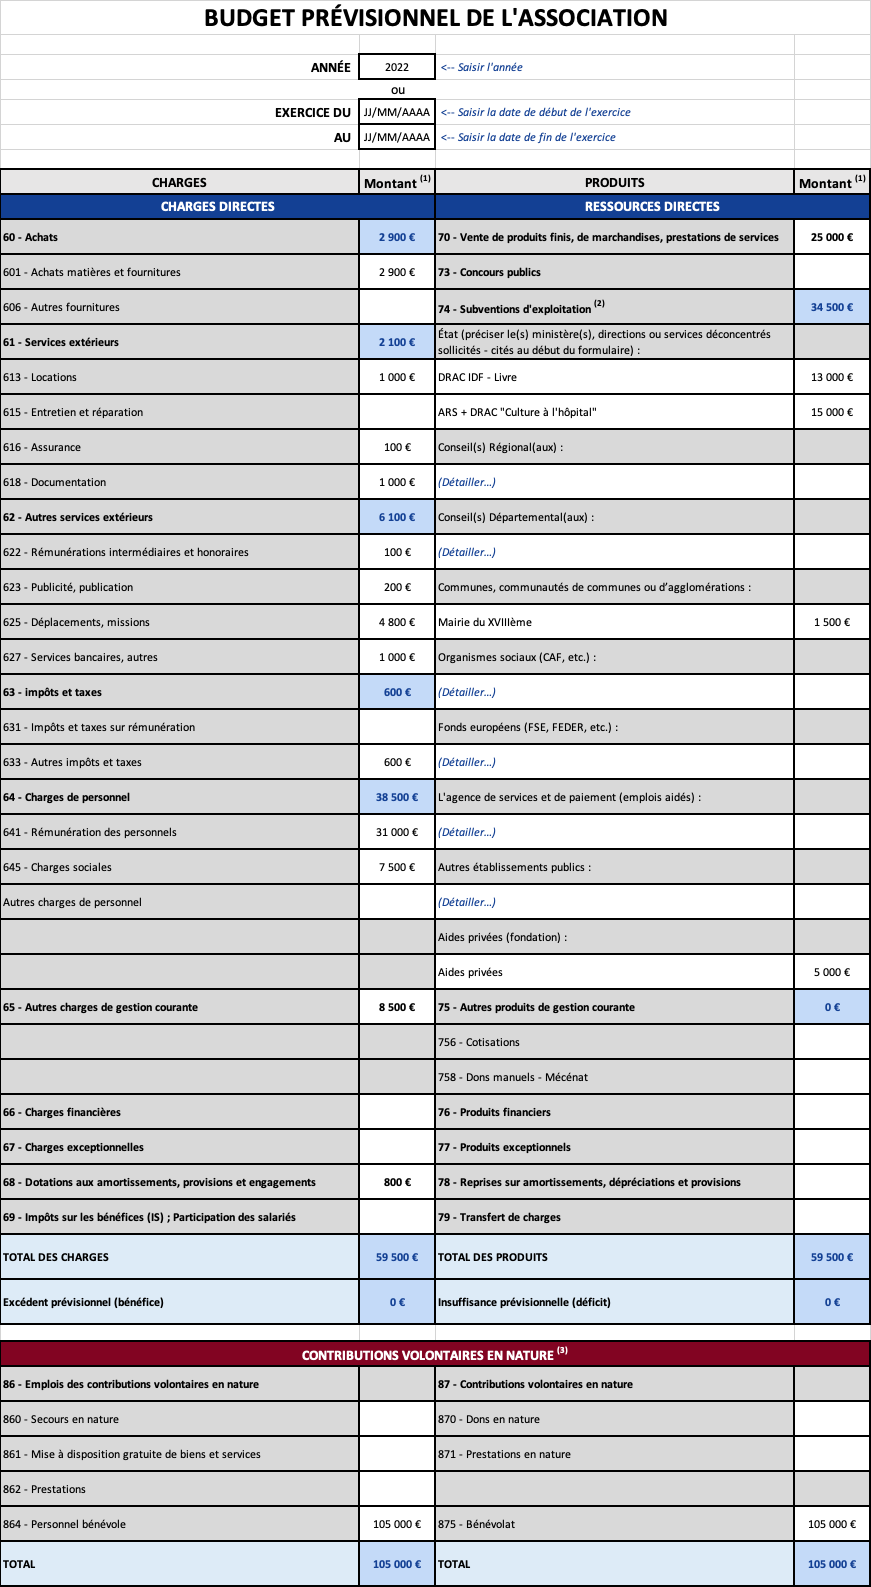 BUDGET PRÉVISIONNEL DE L'ASSOCIATION
ANNÉE 2022 <-- Saisir l'année
ou
EXERCICE DU JJ/MM/AAAA <-- Saisir la date de début de l'exercice
AU JJ/MM/AAAA <-- Saisir la date de fin de l'exercice
CHARGES Montant (1) PRODUITS Montant (1)
CHARGES DIRECTES RESSOURCES DIRECTES
60 - Achats 2 900 € 70 - Vente de produits finis, de marchandises, prestations de services 25 000 €
601 - Achats matières et fournitures 2 900 € 73 - Concours publics
606 - Autres fournitures 74 - Subventions d'exploitation (2) 34 500 €
61 - Services extérieurs 2 100 € État (préciser le(s) ministère(s), directions ou services déconcentrés
sollicités - cités au début du formulaire) :
613 - Locations 1 000 € DRAC IDF - Livre 13 000 €
615 - Entretien et réparation ARS + DRAC "Culture à l'hôpital" 15 000 €
616 - Assurance 100 € Conseil(s) Régional(aux) :
618 - Documentation 1 000 € (Détailler…)
62 - Autres services extérieurs 6 100 € Conseil(s) Départemental(aux) :
622 - Rémunérations intermédiaires et honoraires 100 € (Détailler…)
623 - Publicité, publication 200 € Communes, communautés de communes ou d’agglomérations :
625 - Déplacements, missions 4 800 € Mairie du XVIIIème 1 500 €
627 - Services bancaires, autres 1 000 € Organismes sociaux (CAF, etc.) :
63 - impôts et taxes 600 € (Détailler…)
631 - Impôts et taxes sur rémunération Fonds européens (FSE, FEDER, etc.) :
633 - Autres impôts et taxes 600 € (Détailler…)
64 - Charges de personnel 38 500 € L'agence de services et de paiement (emplois aidés) :
641 - Rémunération des personnels 31 000 € (Détailler…)
645 - Charges sociales 7 500 € Autres établissements publics :
Autres charges de personnel (Détailler…)
Aides privées (fondation) :
Aides privées 5 000 €
65 - Autres charges de gestion courante 8 500 € 75 - Autres produits de gestion courante 0 €
756 - Cotisations
758 - Dons manuels - Mécénat
66 - Charges financières 76 - Produits financiers
67 - Charges exceptionnelles 77 - Produits exceptionnels
68 - Dotations aux amortissements, provisions et engagements 800 € 78 - Reprises sur amortissements, dépréciations et provisions
69 - Impôts sur les bénéfices (IS) ; Participation des salariés 79 - Transfert de charges
TOTAL DES CHARGES 59 500 € TOTAL DES PRODUITS 59 500 €
Excédent prévisionnel (bénéfice) 0 € Insuffisance prévisionnelle (déficit) 0 €
CONTRIBUTIONS VOLONTAIRES EN NATURE (3)
86 - Emplois des contributions volontaires en nature 87 - Contributions volontaires en nature
860 - Secours en nature 870 - Dons en nature
861 - Mise à disposition gratuite de biens et services 871 - Prestations en nature
862 - Prestations
864 - Personnel bénévole 105 000 € 875 - Bénévolat 105 000 €
TOTAL 105 000 € TOTAL 105 000 €